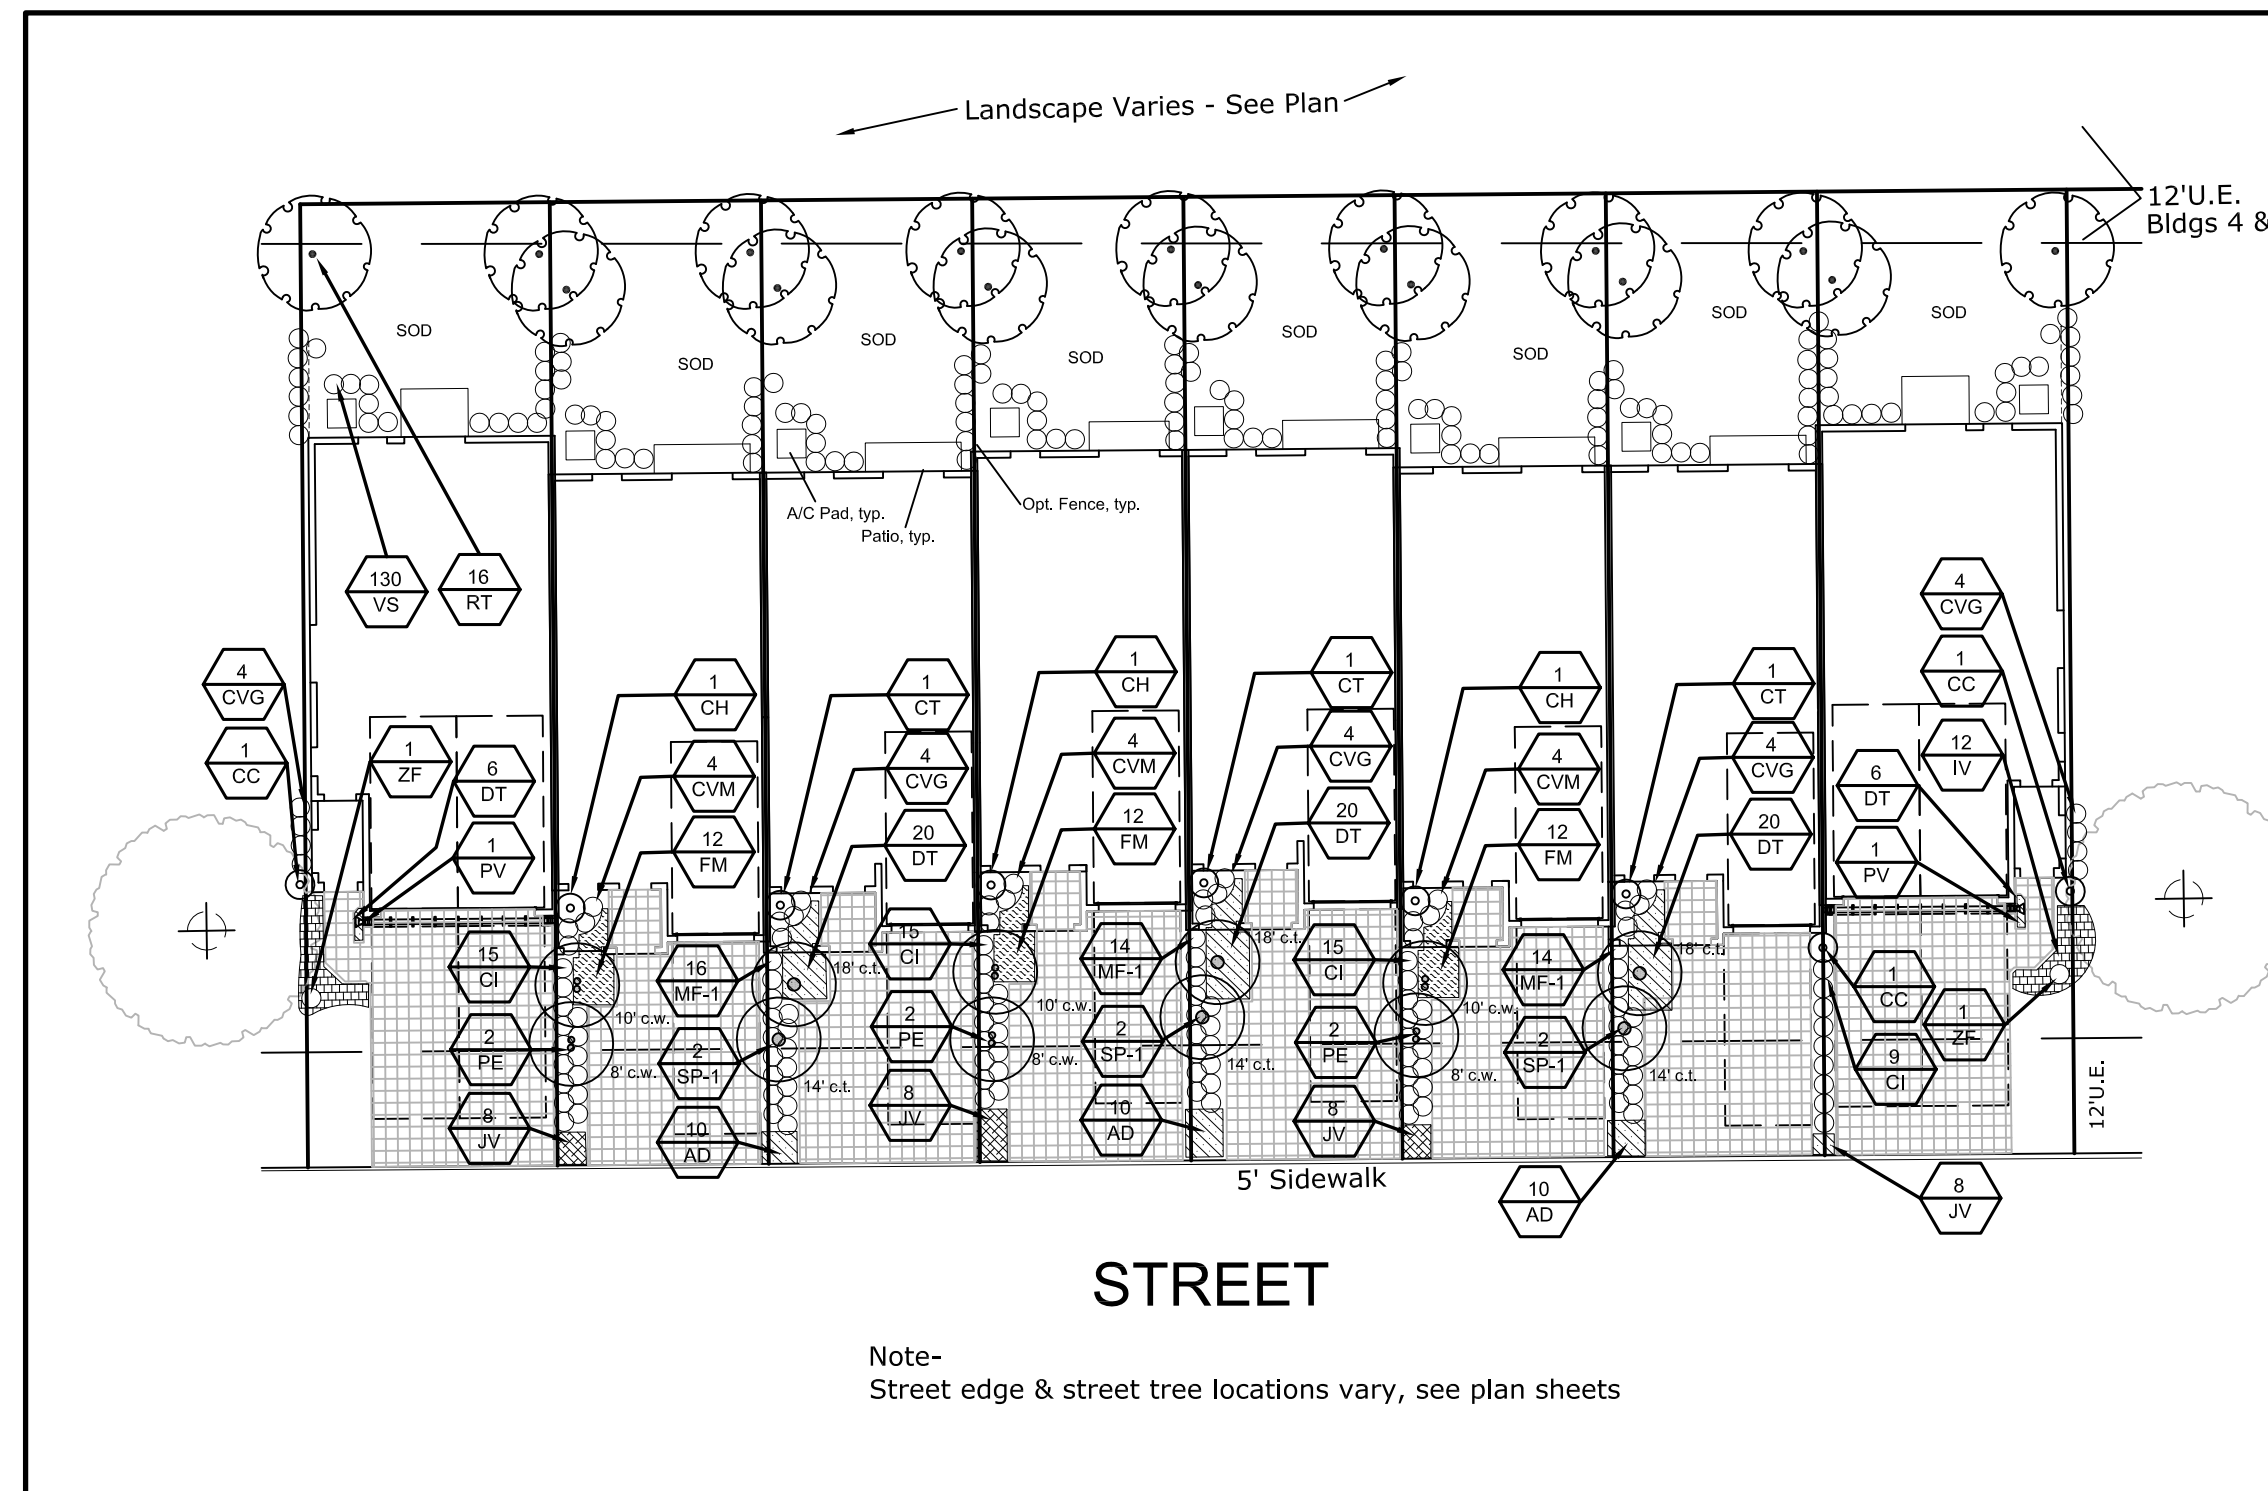 Landscape Varies - See Plan
12'U.E.
Bldgs 4 &
SOD
SOD
SOD
SOD
SOD
SOD
SOD
SOD
A/C Pad, typ.
Patio, typ.
Opt. Fence, typ.
130
VS
16
RT
4
CVG
1
CC
1
ZF
6
DT
1
PV
1
CH
4
CVM
12
FM
1
CT
4
CVG
20
DT
1
CH
4
CVM
12
FM
1
CT
4
CVG
20
DT
1
CH
4
CVM
12
FM
1
CT
4
CVG
20
DT
4
CVG
1
CC
12
IV
6
DT
1
PV
15
CI
2
PE
8
JV
10' c.w.
8' c.w.
16
MF-1
2
SP-1
10
AD
18' c.t.
14' c.t.
15
CI
2
PE
8
JV
10' c.w.
8' c.w.
14
MF-1
2
SP-1
10
AD
18' c.t.
14' c.t.
15
CI
2
PE
8
JV
10' c.w.
8' c.w.
14
MF-1
2
SP-1
10
AD
18' c.t.
14' c.t.
1
CC
9
CI
1
ZF
8
JV
12'U.E.
5' Sidewalk
STREET
Note-
Street edge & street tree locations vary, see plan sheets